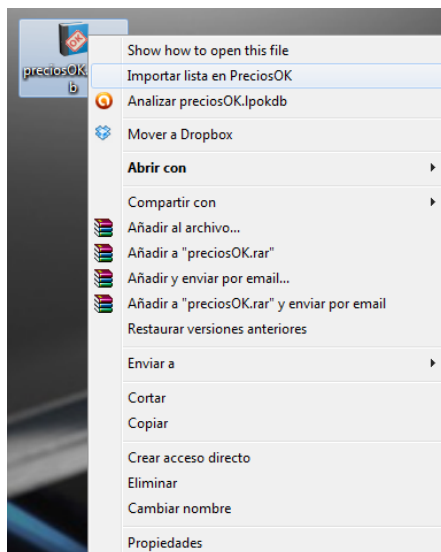 preciosOK.
b
Show how to open this file
Importar lista en PreciosOK
Analizar preciosOK.lpokdb
Mover a Dropbox
Abrir con
Compartir con
Añadir al archivo...
Añadir a "preciosOK.rar"
Añadir y enviar por email...
Añadir a "preciosOK.rar" y enviar por email
Restaurar versiones anteriores
Enviar a
Cortar
Copiar
Crear acceso directo
Eliminar
Cambiar nombre
Propiedades